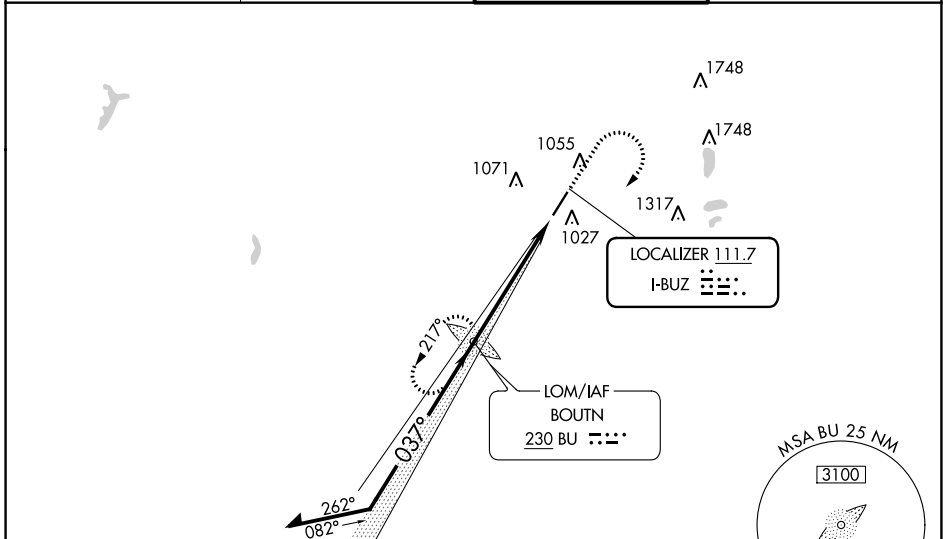 1748
1748
1055
1071
1317
1027
LOCALIZER 111.7
I-BUZ
217°
LOM/IAF
BOUTN
230 BU
037°
MSA BU 25 NM
3100
262°
082°